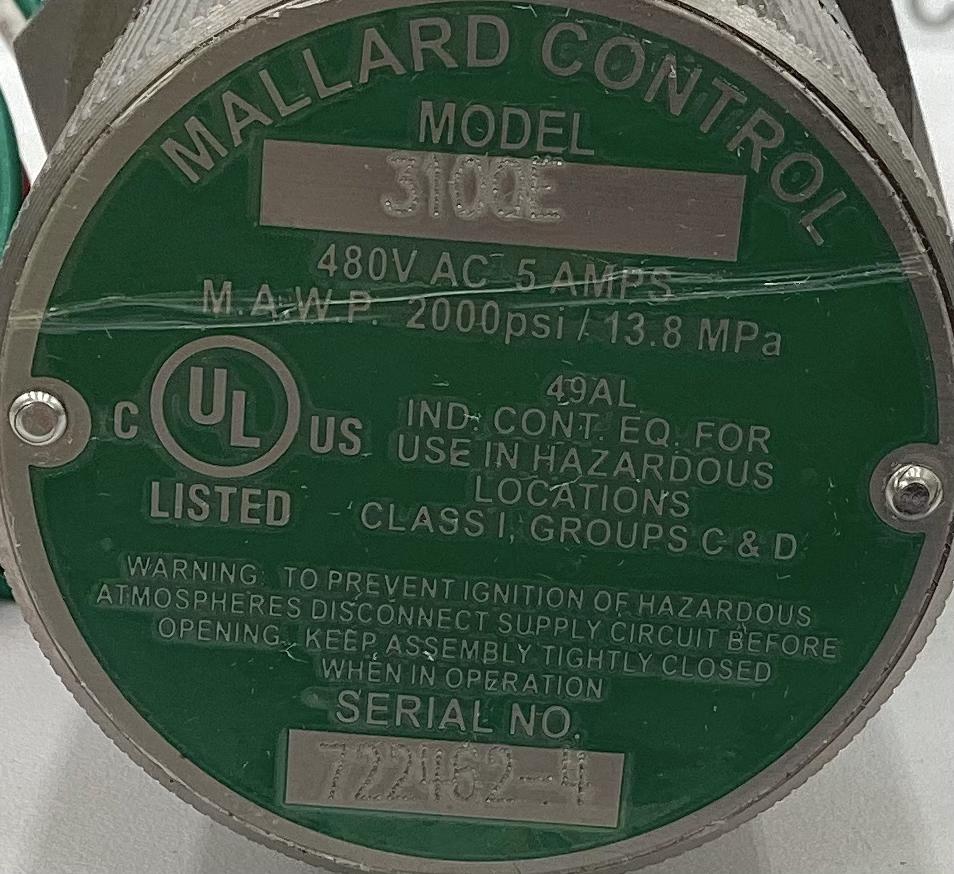 MALLARD CONTROL
MODEL
3100E
480V AC 5 AMPS
M.A.W.P. 2000psi / 13.8 MPa
C UL US
LISTED
49AL
IND. CONT. EQ. FOR
USE IN HAZARDOUS
LOCATIONS
CLASS I, GROUPS C & D
WARNING: TO PREVENT IGNITION OF HAZARDOUS
ATMOSPHERES DISCONNECT SUPPLY CIRCUIT BEFORE
OPENING. KEEP ASSEMBLY TIGHTLY CLOSED
WHEN IN OPERATION
SERIAL NO.
722462-4